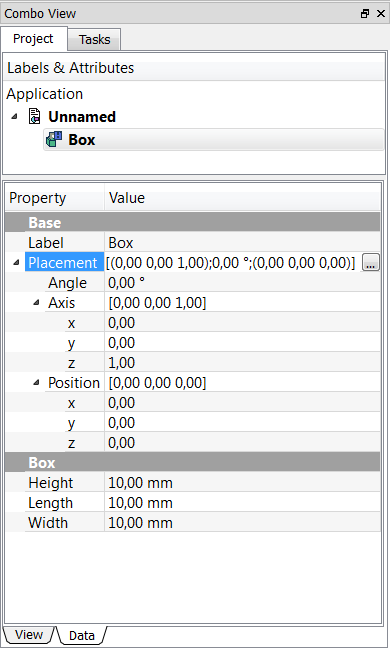 Combo View
Project Tasks
Labels & Attributes
Application
Unnamed
Box
Property Value
Base
Label Box
Placement [(0,00 0,00 1,00);0,00 °;(0,00 0,00 0,00)] ...
Angle 0,00 °
Axis [0,00 0,00 1,00]
x 0,00
y 0,00
z 1,00
Position [0,00 0,00 0,00]
x 0,00
y 0,00
z 0,00
Box
Height 10,00 mm
Length 10,00 mm
Width 10,00 mm
View Data